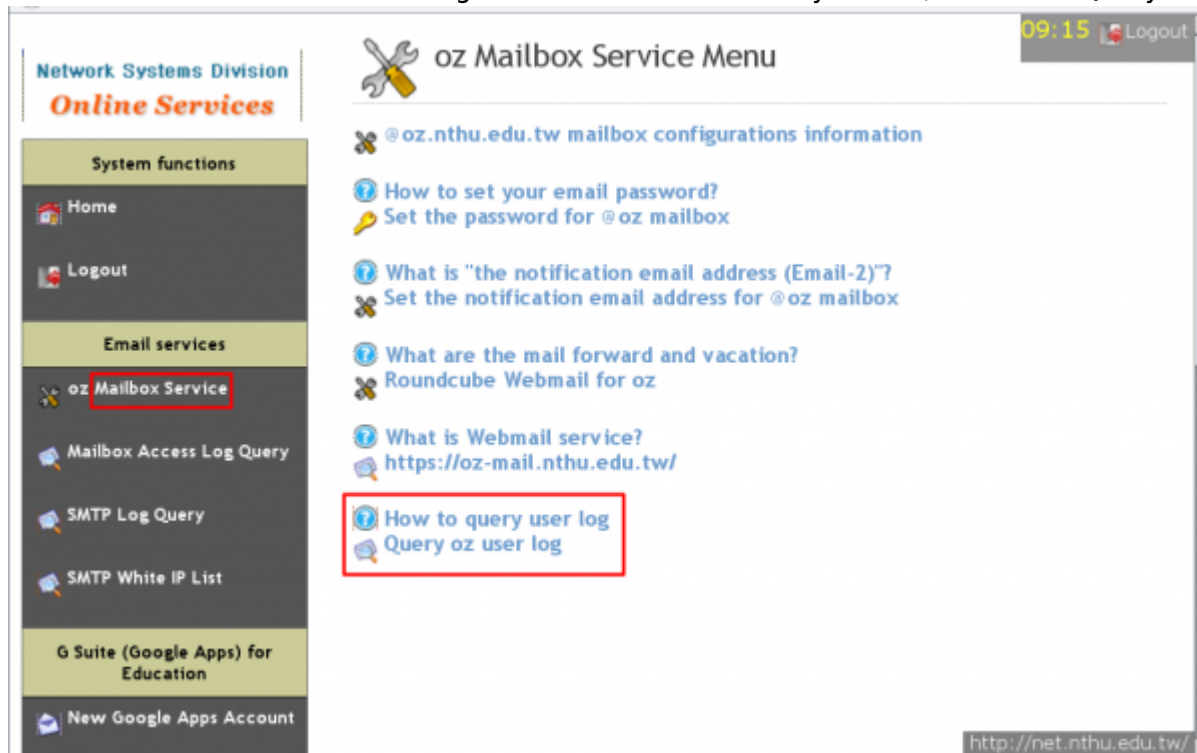 09:15 Logout
Network Systems Division
Online Services
System functions
Home
Logout
Email services
oz Mailbox Service
Mailbox Access Log Query
SMTP Log Query
SMTP White IP List
G Suite (Google Apps) for
Education
New Google Apps Account
oz Mailbox Service Menu
@oz.nthu.edu.tw mailbox configurations information
How to set your email password?
Set the password for @oz mailbox
What is "the notification email address (Email-2)"?
Set the notification email address for @oz mailbox
What are the mail forward and vacation?
Roundcube Webmail for oz
What is Webmail service?
https://oz-mail.nthu.edu.tw/
How to query user log
Query oz user log
http://net.nthu.edu.tw/